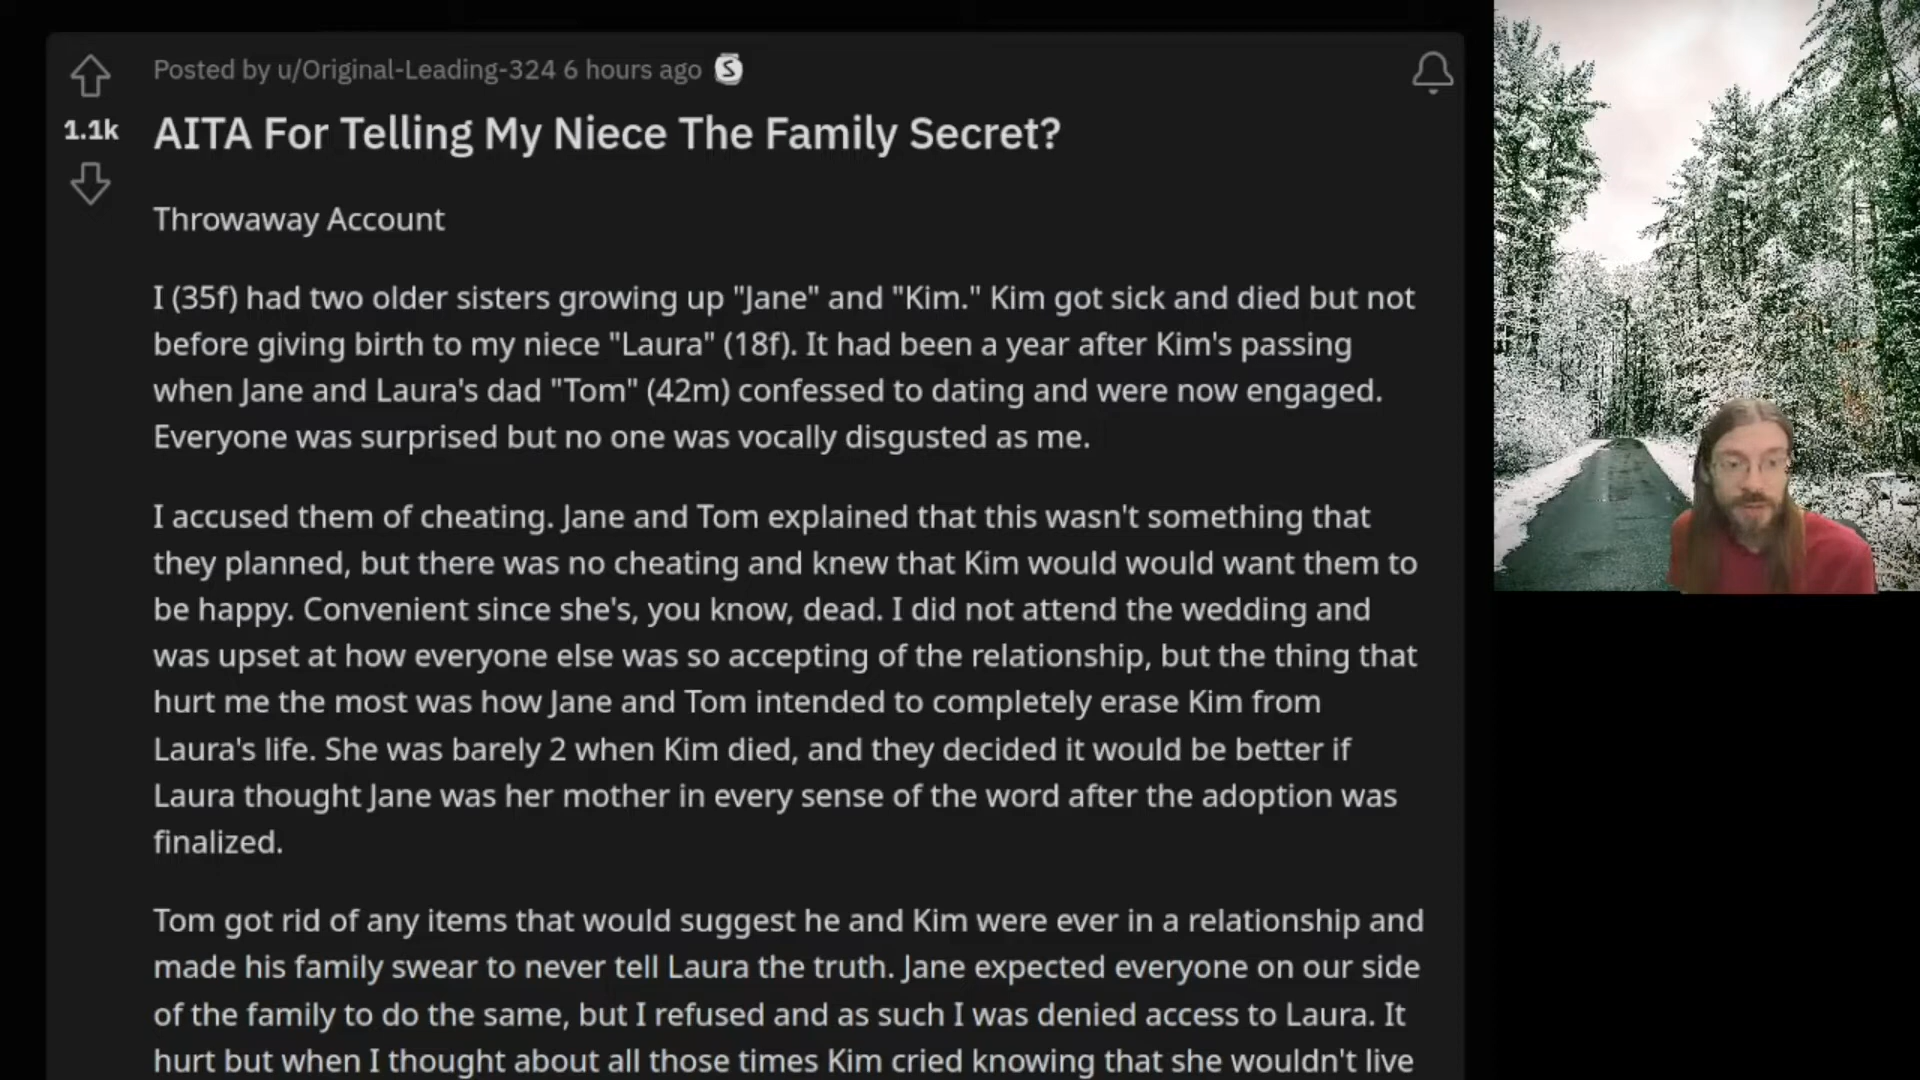 Posted by u/Original-Leading-324 6 hours ago S
1.1k
AITA For Telling My Niece The Family Secret?
Throwaway Account
I (35f) had two older sisters growing up "Jane" and "Kim." Kim got sick and died but not
before giving birth to my niece "Laura" (18f). It had been a year after Kim's passing
when Jane and Laura's dad "Tom" (42m) confessed to dating and were now engaged.
Everyone was surprised but no one was vocally disgusted as me.
I accused them of cheating. Jane and Tom explained that this wasn't something that
they planned, but there was no cheating and knew that Kim would would want them to
be happy. Convenient since she's, you know, dead. I did not attend the wedding and
was upset at how everyone else was so accepting of the relationship, but the thing that
hurt me the most was how Jane and Tom intended to completely erase Kim from
Laura's life. She was barely 2 when Kim died, and they decided it would be better if
Laura thought Jane was her mother in every sense of the word after the adoption was
finalized.
Tom got rid of any items that would suggest he and Kim were ever in a relationship and
made his family swear to never tell Laura the truth. Jane expected everyone on our side
of the family to do the same, but I refused and as such I was denied access to Laura. It
hurt but when I thought about all those times Kim cried knowing that she wouldn't live